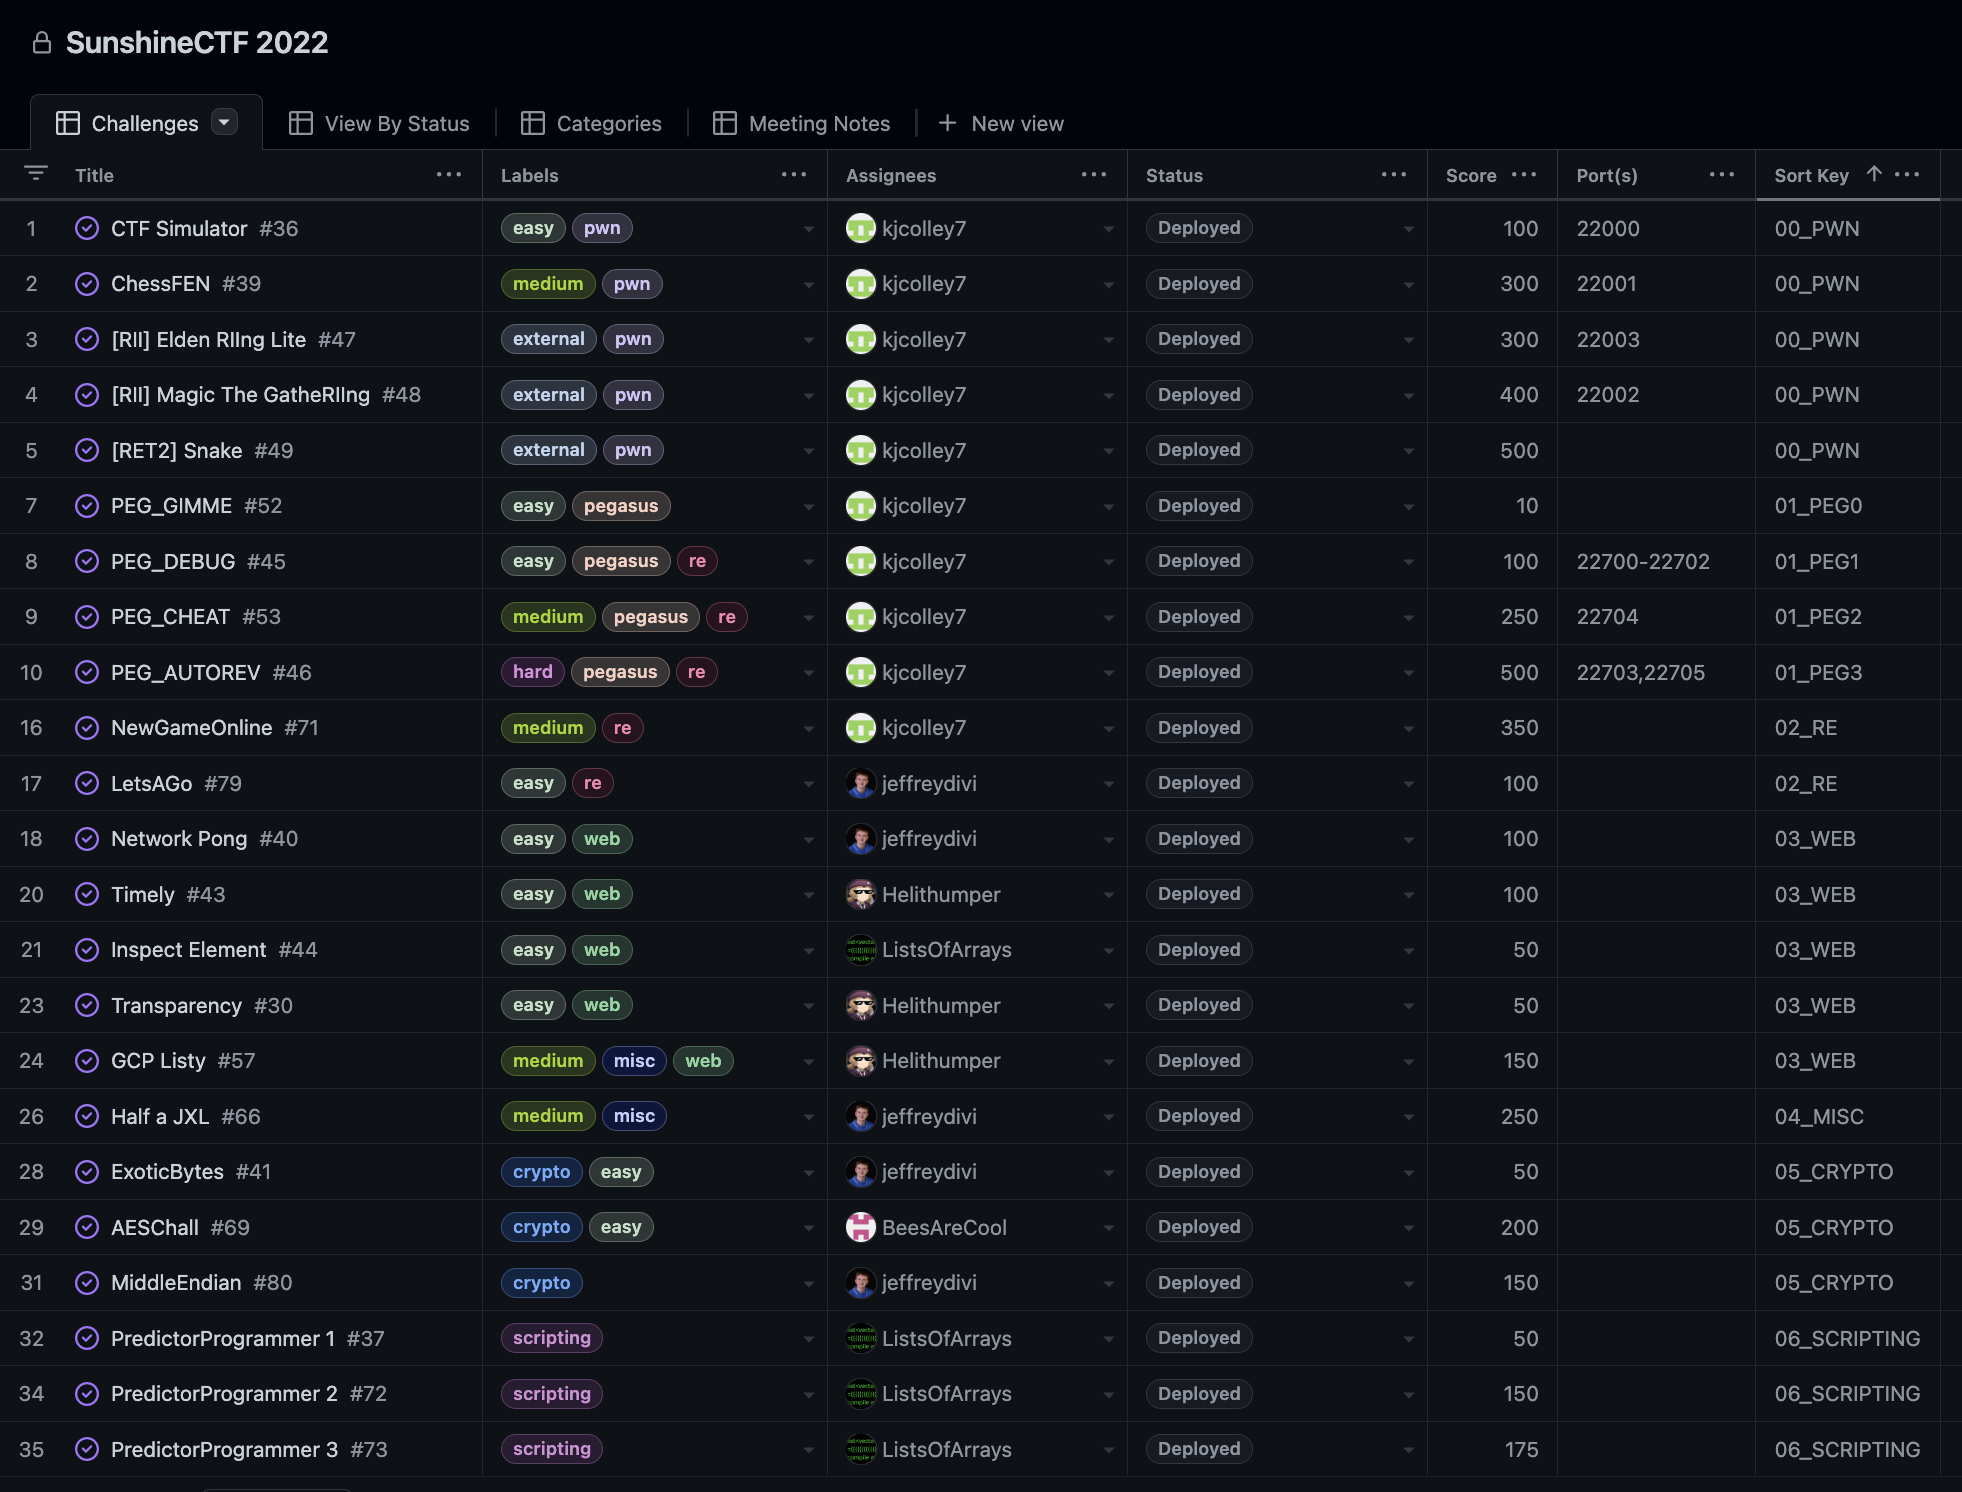 SunshineCTF 2022
Challenges View By Status Categories Meeting Notes + New view
Title ... Labels ... Assignees ... Status ... Score ... Port(s) ... Sort Key ↑ ...
1 CTF Simulator #36 easy pwn kjcolley7 Deployed 100 22000 00_PWN
2 ChessFEN #39 medium pwn kjcolley7 Deployed 300 22001 00_PWN
3 [RII] Elden RIIng Lite #47 external pwn kjcolley7 Deployed 300 22003 00_PWN
4 [RII] Magic The GatheRIIng #48 external pwn kjcolley7 Deployed 400 22002 00_PWN
5 [RET2] Snake #49 external pwn kjcolley7 Deployed 500 00_PWN
7 PEG_GIMME #52 easy pegasus kjcolley7 Deployed 10 01_PEG0
8 PEG_DEBUG #45 easy pegasus re kjcolley7 Deployed 100 22700-22702 01_PEG1
9 PEG_CHEAT #53 medium pegasus re kjcolley7 Deployed 250 22704 01_PEG2
10 PEG_AUTOREV #46 hard pegasus re kjcolley7 Deployed 500 22703,22705 01_PEG3
16 NewGameOnline #71 medium re kjcolley7 Deployed 350 02_RE
17 LetsAGo #79 easy re jeffreydivi Deployed 100 02_RE
18 Network Pong #40 easy web jeffreydivi Deployed 100 03_WEB
20 Timely #43 easy web Helithumper Deployed 100 03_WEB
21 Inspect Element #44 easy web ListsOfArrays Deployed 50 03_WEB
23 Transparency #30 easy web Helithumper Deployed 50 03_WEB
24 GCP Listy #57 medium misc web Helithumper Deployed 150 03_WEB
26 Half a JXL #66 medium misc jeffreydivi Deployed 250 04_MISC
28 ExoticBytes #41 crypto easy jeffreydivi Deployed 50 05_CRYPTO
29 AESChall #69 crypto easy BeesAreCool Deployed 200 05_CRYPTO
31 MiddleEndian #80 crypto jeffreydivi Deployed 150 05_CRYPTO
32 PredictorProgrammer 1 #37 scripting ListsOfArrays Deployed 50 06_SCRIPTING
34 PredictorProgrammer 2 #72 scripting ListsOfArrays Deployed 150 06_SCRIPTING
35 PredictorProgrammer 3 #73 scripting ListsOfArrays Deployed 175 06_SCRIPTING